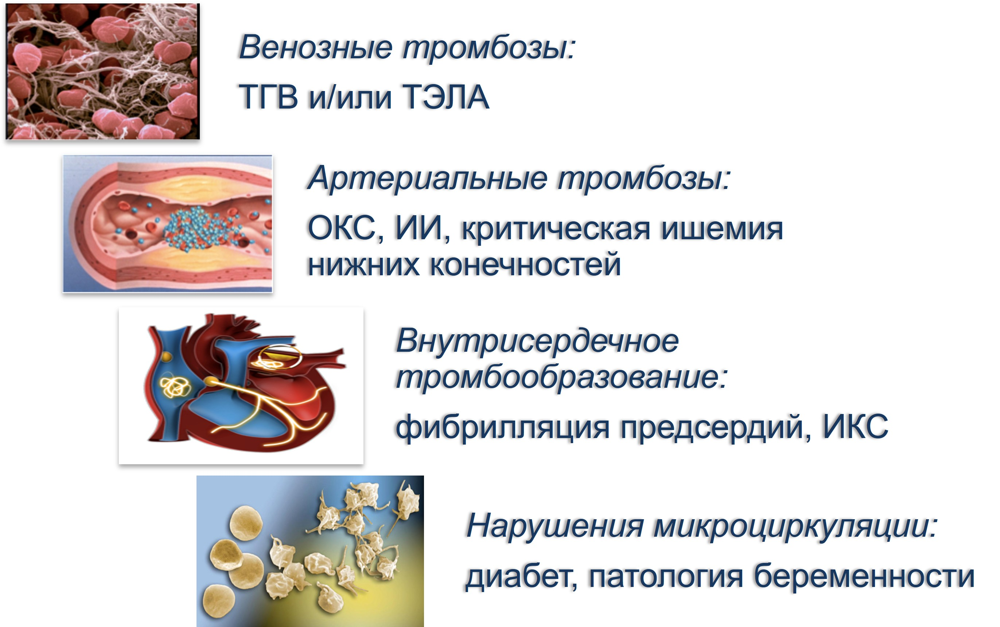 Венозные тромбозы:
ТГВ и/или ТЭЛА
Артериальные тромбозы:
ОКС, ИИ, критическая ишемия
нижних конечностей
Внутрисердечное
тромбообразование:
фибрилляция предсердий, ИКС
Нарушения микроциркуляции:
диабет, патология беременности